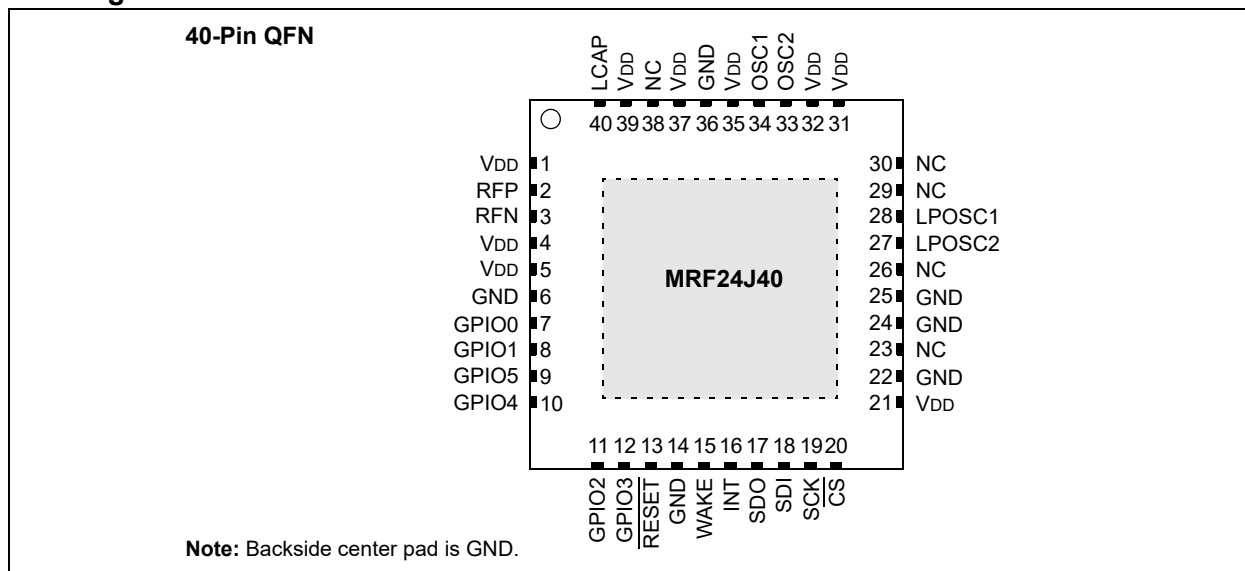 40-Pin QFN
LCAP
VDD
NC
VDD
GND
VDD
OSC1
OSC2
VDD
VDD
40 39 38 37 36 35 34 33 32 31
VDD 1
RFP 2
RFN 3
VDD 4
VDD 5
GND 6
GPIO0 7
GPIO1 8
GPIO5 9
GPIO4 10
MRF24J40
30 NC
29 NC
28 LPOSC1
27 LPOSC2
26 NC
25 GND
24 GND
23 NC
22 GND
21 VDD
11 12 13 14 15 16 17 18 19 20
GPIO2
GPIO3
RESET
GND
WAKE
INT
SDO
SDI
SCK
CS
Note: Backside center pad is GND.